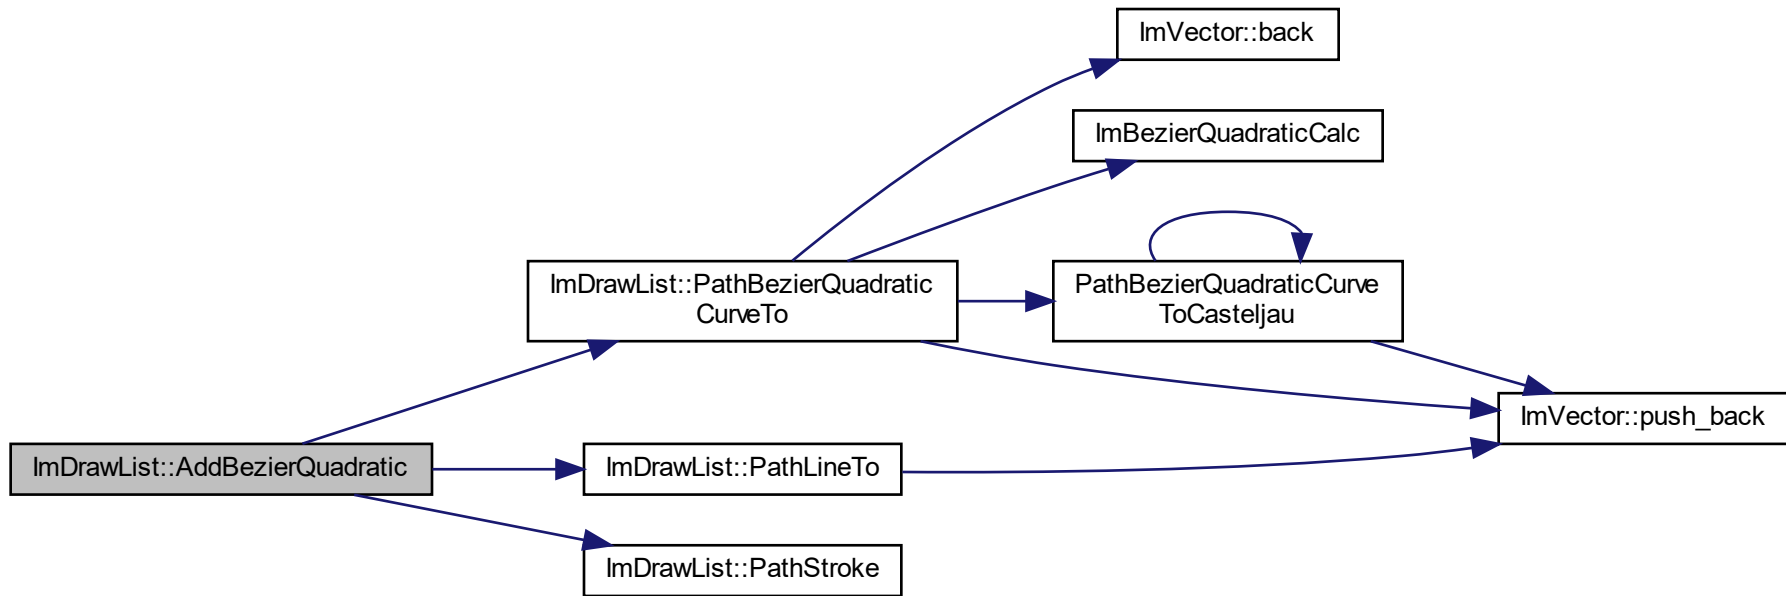 ImVector::back
ImBezierQuadraticCalc
ImDrawList::PathBezierQuadratic
CurveTo
PathBezierQuadraticCurve
ToCasteljau
ImVector::push_back
ImDrawList::AddBezierQuadratic
ImDrawList::PathLineTo
ImDrawList::PathStroke